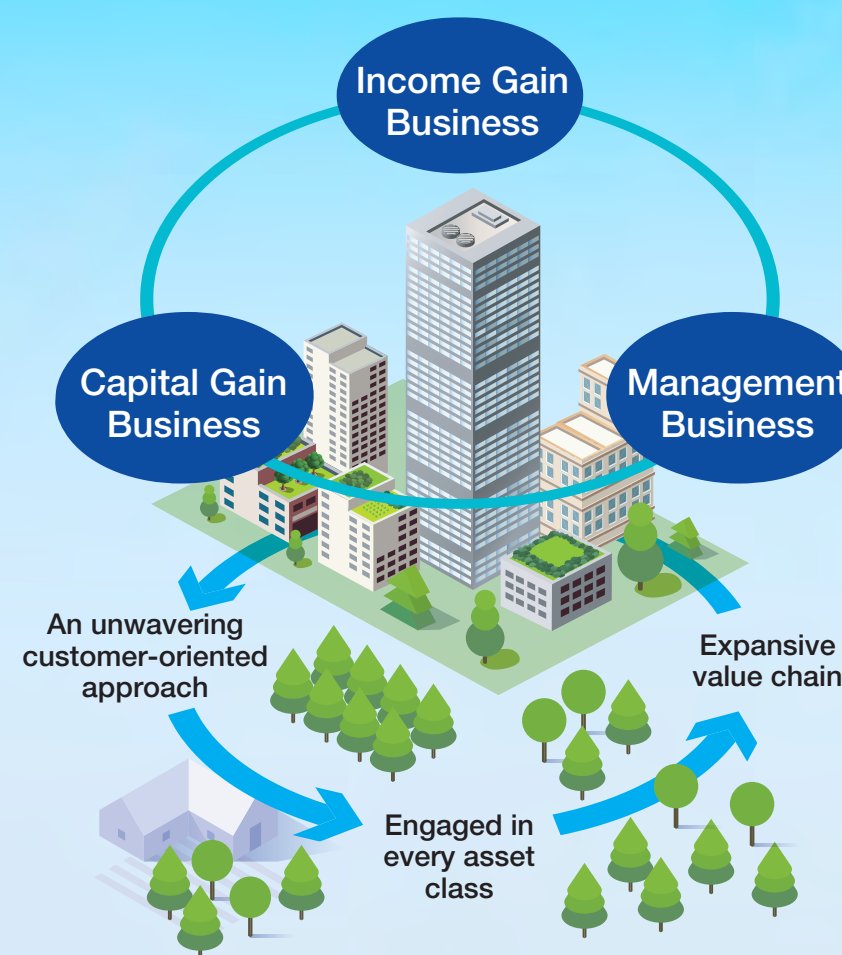 Income Gain
Business
Capital Gain
Business
Management
Business
An unwavering
customer-oriented
approach
Expansive
value chain
Engaged in
every asset
class